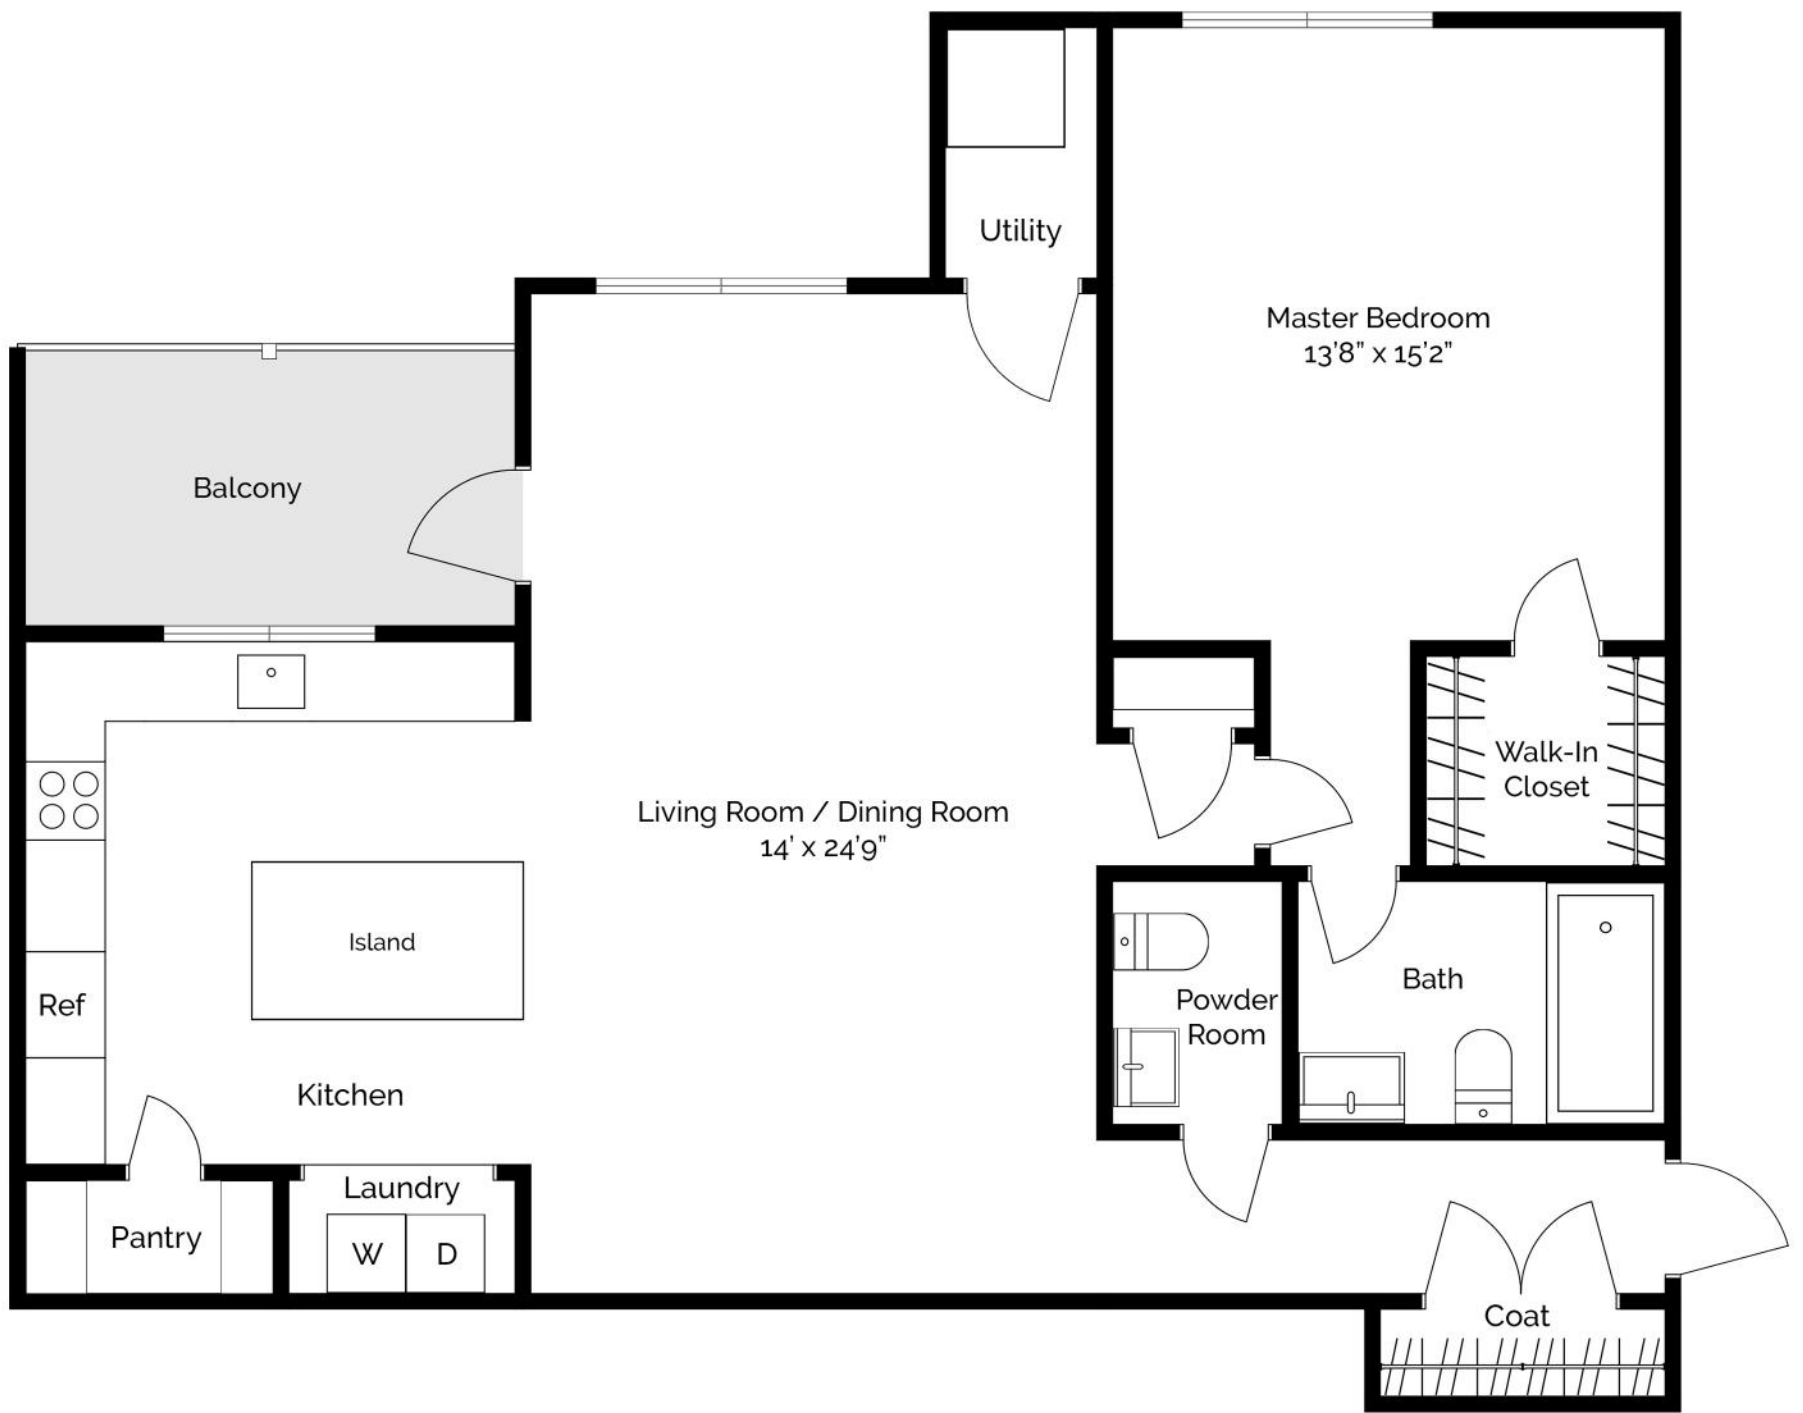 Utility
Master Bedroom
13'8" x 15'2"
Balcony
Walk-In
Closet
Living Room / Dining Room
14' x 24'9"
Island
Bath
Ref
Powder
Room
Kitchen
Laundry
Pantry
W D
Coat